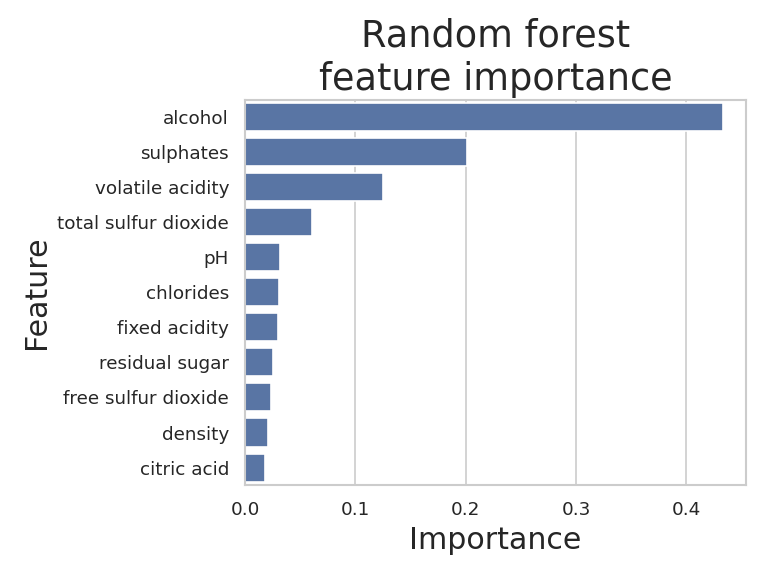 Random forest
feature importance
Feature
alcohol
sulphates
volatile acidity
total sulfur dioxide
pH
chlorides
fixed acidity
residual sugar
free sulfur dioxide
density
citric acid
0.0 0.1 0.2 0.3 0.4
Importance